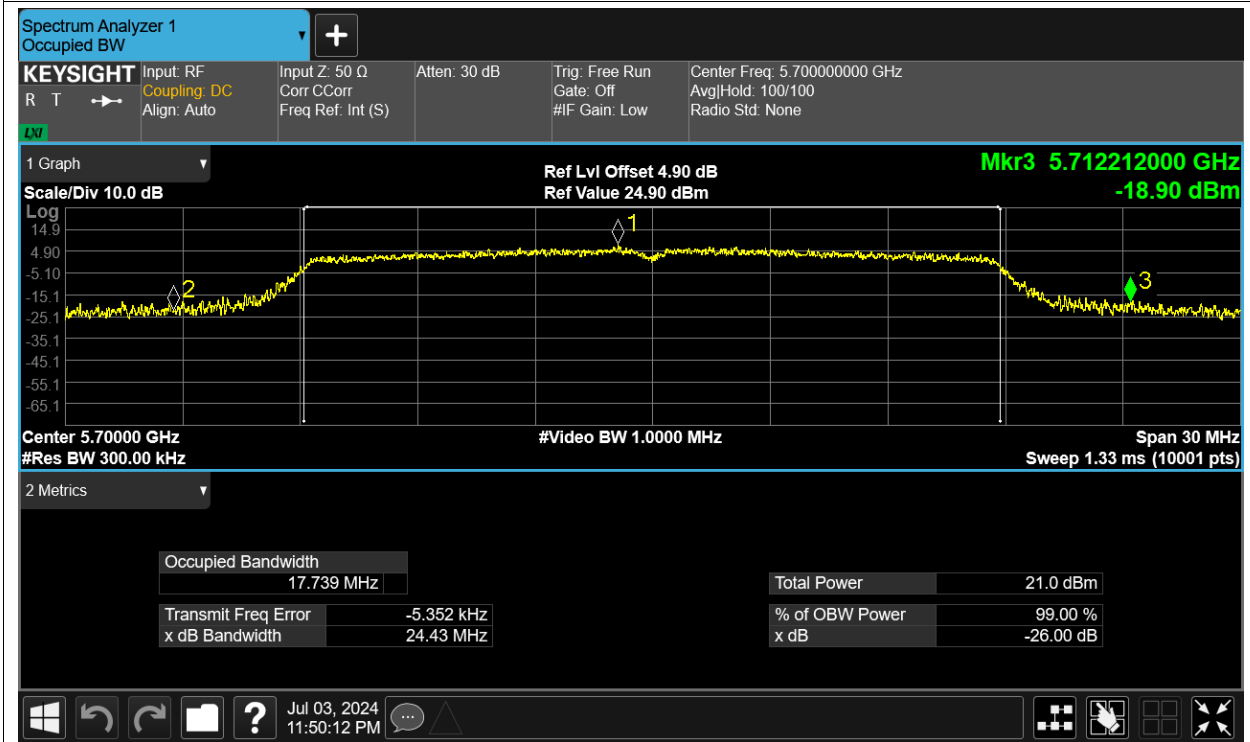 Spectrum Analyzer 1
Occupied BW
KEYSIGHT
R T
LXI
Input: RF
Coupling: DC
Align: Auto
Input Z: 50 Ω
Corr CCorr
Freq Ref: Int (S)
Atten: 30 dB
Trig: Free Run
Gate: Off
#IF Gain: Low
Center Freq: 5.700000000 GHz
Avg|Hold: 100/100
Radio Std: None
1 Graph
Scale/Div 10.0 dB
Ref Lvl Offset 4.90 dB
Ref Value 24.90 dBm
Mkr3 5.712212000 GHz
-18.90 dBm
Log
14.9
4.90
-5.10
-15.1
-25.1
-35.1
-45.1
-55.1
-65.1
1
2
3
Center 5.70000 GHz
#Res BW 300.00 kHz
#Video BW 1.0000 MHz
Span 30 MHz
Sweep 1.33 ms (10001 pts)
2 Metrics
Occupied Bandwidth
17.739 MHz
Transmit Freq Error -5.352 kHz
x dB Bandwidth 24.43 MHz
Total Power 21.0 dBm
% of OBW Power 99.00 %
x dB -26.00 dB
?
Jul 03, 2024
11:50:12 PM